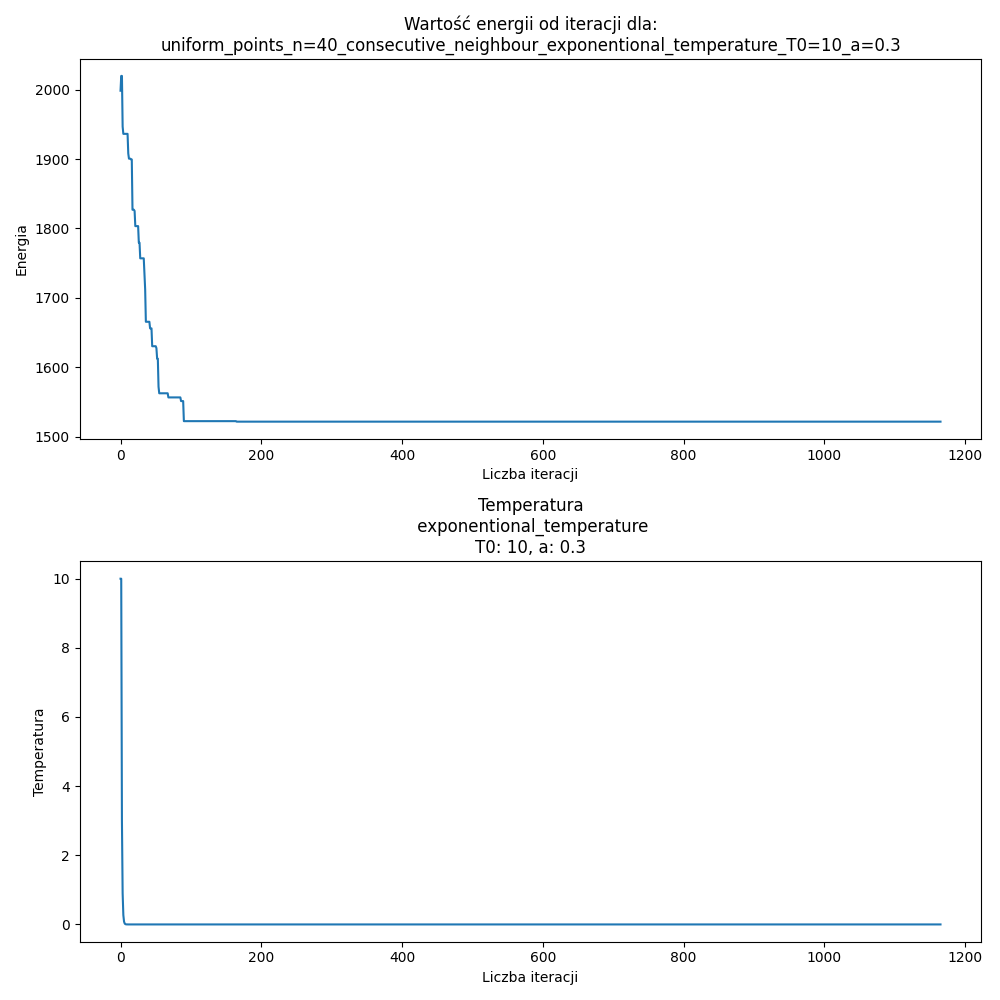 Wartość energii od iteracji dla:
uniform_points_n=40_consecutive_neighbour_exponentional_temperature_T0=10_a=0.3
2000
1900
1800
1700
1600
1500
Energia
0 200 400 600 800 1000 1200
Liczba iteracji
Temperatura
exponentional_temperature
T0: 10, a: 0.3
10
8
6
4
2
0
Temperatura
0 200 400 600 800 1000 1200
Liczba iteracji